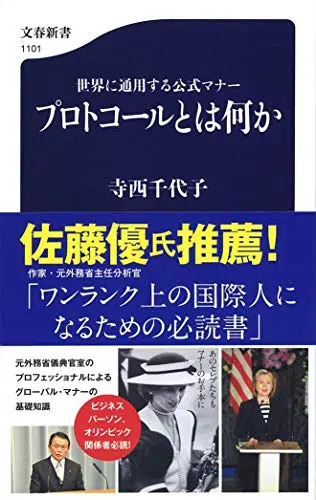 文春新書
1101
世界に通用する公式マナー
プロトコールとは何か
寺西千代子
佐藤優氏推薦!
作家・元外務省主任分析官
「ワンランク上の国際人に
なるための必読書」
元外務省儀典官室の
プロフェッショナルによる
グローバル・マナーの
基礎知識
ビジネス
パーソン、
オリンピック
関係者必読!
あのセレブたちも
マナーのお手本に